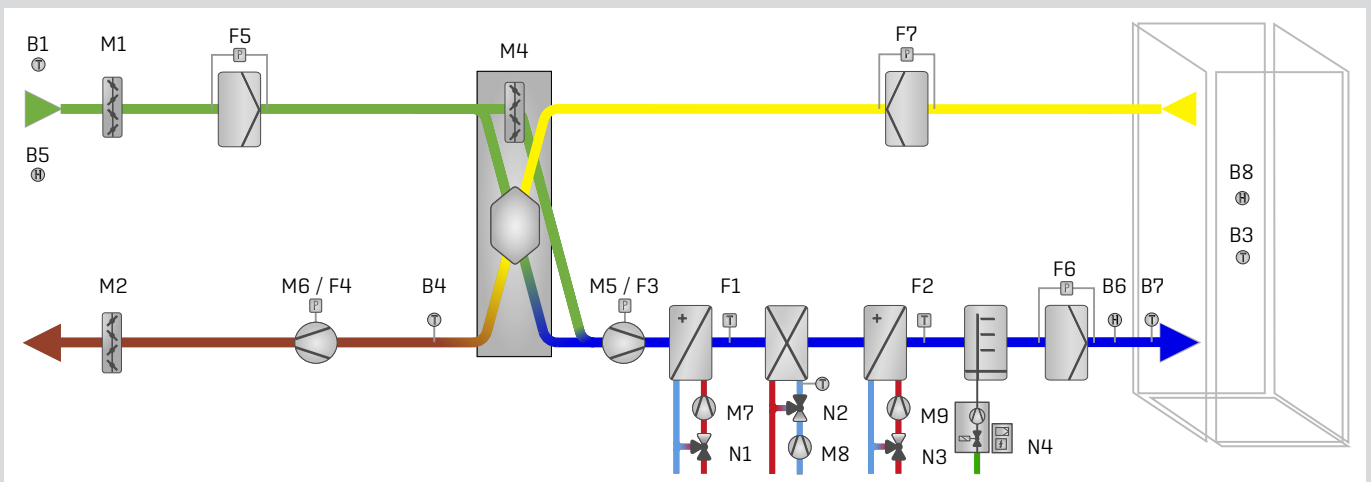 B1
T
M1
F5
P
M4
F7
P
B5
H
B8
H
B3
T
M2
M6 / F4
P
B4
T
M5 / F3
P
F1
T
F2
T
F6
P
B6
H
B7
T
+
+
T
M7
N2
M9
N1
M8
N3
N4